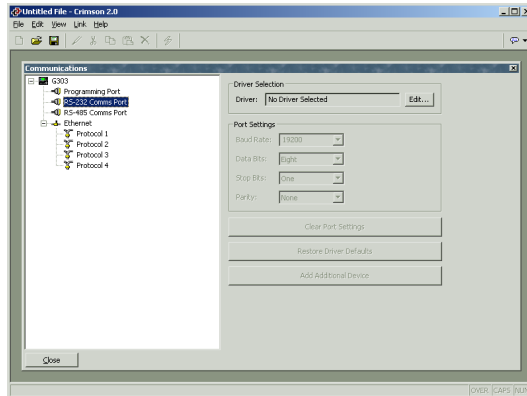 Untitled File - Crimson 2.0
File Edit View Link Help
Communications
G303
Programming Port
RS-232 Comms Port
RS-485 Comms Port
Ethernet
Protocol 1
Protocol 2
Protocol 3
Protocol 4
Driver Selection
Driver: No Driver Selected Edit...
Port Settings
Baud Rate: 19200
Data Bits: Eight
Stop Bits: One
Parity: None
Clear Port Settings
Restore Driver Defaults
Add Additional Device
Close
OVER CAPS NUM